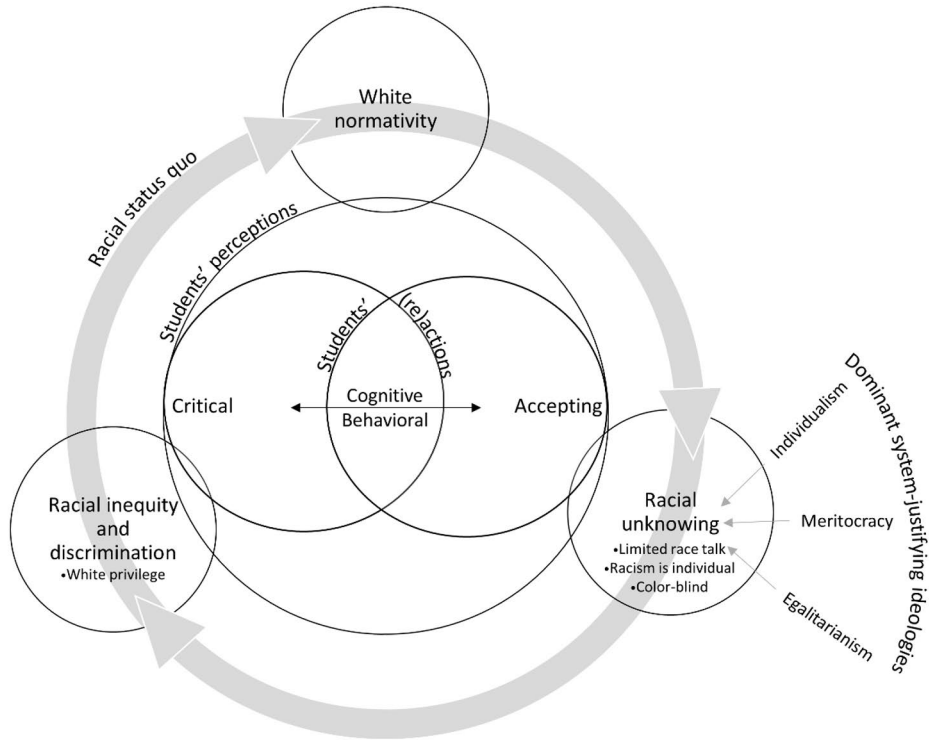 White
normativity
Racial status quo
Students' perceptions
Students'
(re)actions
Critical
Cognitive
Behavioral
Accepting
Racial inequity
and
discrimination
•White privilege
Racial
unknowing
•Limited race talk
•Racism is individual
•Color-blind
Individualism
Meritocracy
Egalitarianism
Dominant system-justifying ideologies